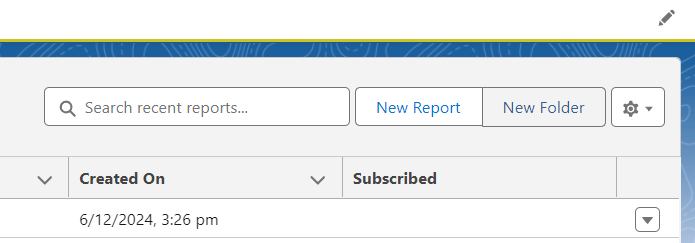 Search recent reports...
New Report
New Folder
Created On
Subscribed
6/12/2024, 3:26 pm